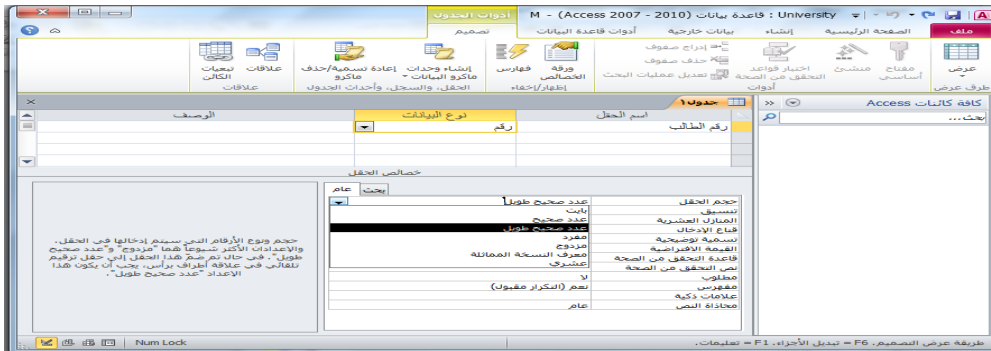 University : قاعدة بيانات (Access 2007 - 2010) - M
أدوات الجدول
ملف
الصفحة الرئيسية
إنشاء
بيانات خارجية
أدوات قاعدة البيانات
تصميم
عرض
مفتاح أساسي
منشئ
اختبار قواعد التحقق من الصحة
إدراج صفوف
حذف صفوف
تعديل عمليات البحث
ورقة الخصائص
فهارس
إنشاء وحدات ماكرو البيانات
إعادة تسمية/حذف ماكرو
علاقات
تبعيات الكائن
طرق عرض
أدوات
إظهار/إخفاء
الحقل، والسجل، وأحداث الجدول
علاقات
كافة كائنات Access
بحث...
جدول١
اسم الحقل
نوع البيانات
الوصف
رقم الطالب
رقم
خصائص الحقل
عام
بحث
حجم الحقل
عدد صحيح طويل
تنسيق
المنازل العشرية
قناع الإدخال
تسمية توضيحية
القيمة الافتراضية
قاعدة التحقق من الصحة
نص التحقق من الصحة
مطلوب
لا
مفهرس
نعم (التكرار مقبول)
علامات ذكية
محاذاة النص
عام
بايت
عدد صحيح
عدد صحيح طويل
مفرد
مزدوج
معرف النسخة المماثلة
عشري
حجم ونوع الأرقام التي سيتم إدخالها في الحقل.
والإعدادات الأكثر شيوعاً هما "مزدوج" و"عدد صحيح
طويل". في حال تم ضم هذا الحقل إلى حقل ترقيم
تلقائي في علاقة أطراف برأس، يجب أن يكون هذا
الإعداد "عدد صحيح طويل".
طريقة عرض التصميم. F6 = تبديل الأجزاء. F1 = تعليمات.
Num Lock